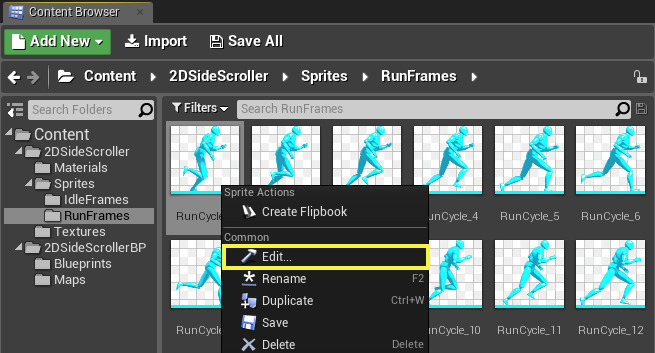 Content Browser
Add New
Import
Save All
Content
2DSideScroller
Sprites
RunFrames
Search Folders
Filters
Search RunFrames
Content
2DSideScroller
Materials
Sprites
IdleFrames
RunFrames
Textures
2DSideScrollerBP
Blueprints
Maps
RunCycle_4
RunCycle_5
RunCycle_6
Sprite Actions
Create Flipbook
Common
Edit...
Rename F2
Duplicate Ctrl+W
Save
Delete Delete
RunCycle_11
RunCycle_12